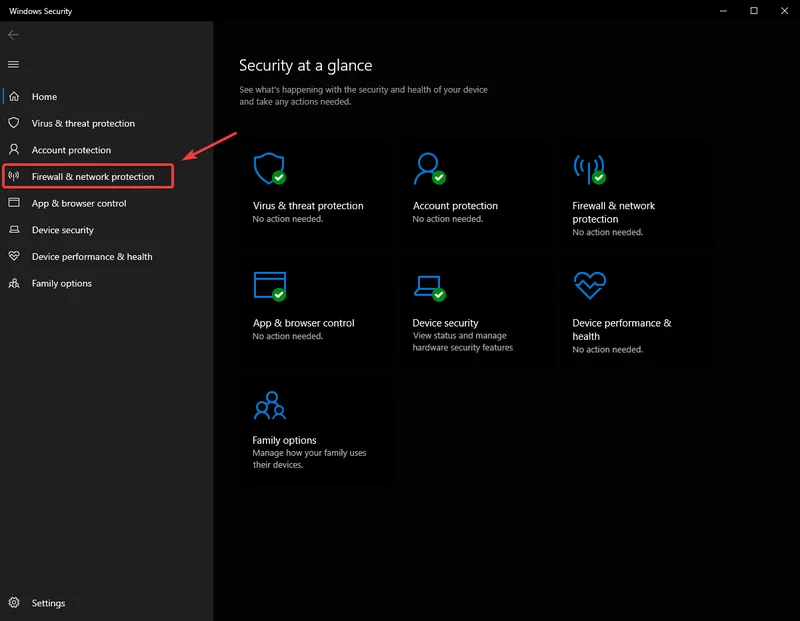 Windows Security
Home
Virus & threat protection
Account protection
Firewall & network protection
App & browser control
Device security
Device performance & health
Family options
Settings
Security at a glance
See what's happening with the security and health of your device
and take any actions needed.
Virus & threat protection
No action needed.
Account protection
No action needed.
Firewall & network
protection
No action needed.
App & browser control
No action needed.
Device security
View status and manage
hardware security features
Device performance &
health
No action needed.
Family options
Manage how your family uses
their devices.